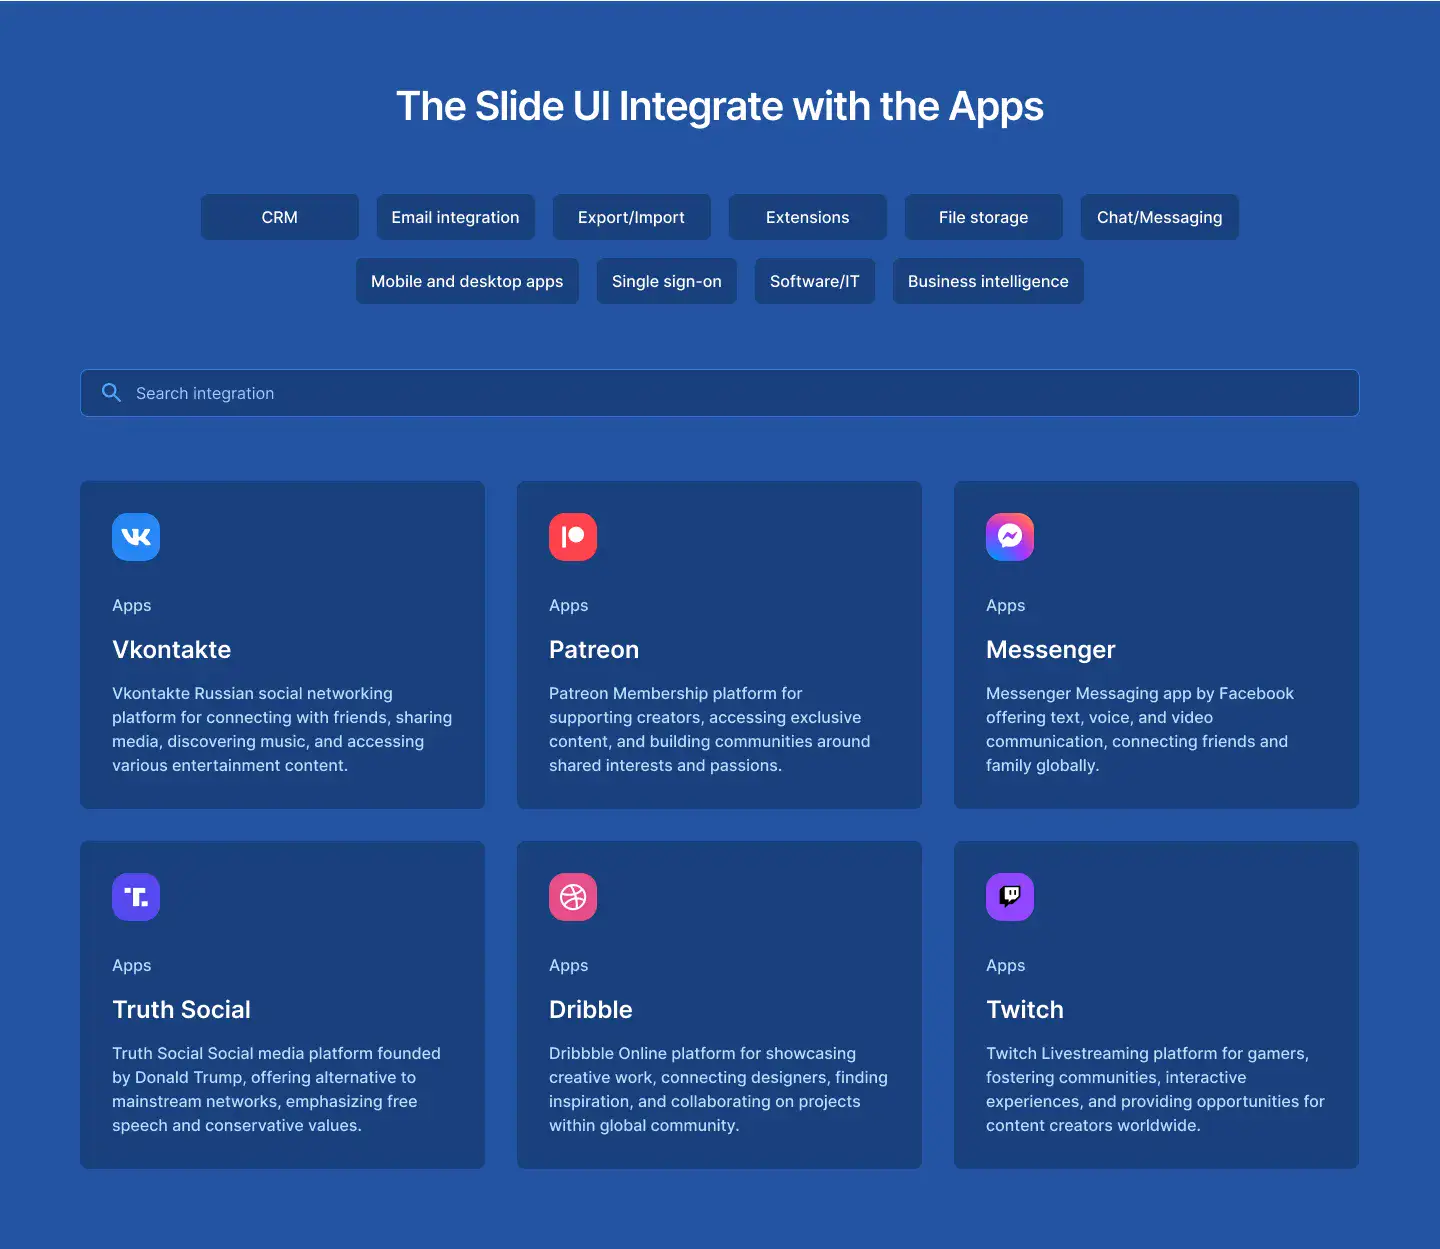 The Slide UI Integrate with the Apps
CRM
Email integration
Export/Import
Extensions
File storage
Chat/Messaging
Mobile and desktop apps
Single sign-on
Software/IT
Business intelligence
Search integration
Apps
Vkontakte
Vkontakte Russian social networking
platform for connecting with friends, sharing
media, discovering music, and accessing
various entertainment content.
Apps
Patreon
Patreon Membership platform for
supporting creators, accessing exclusive
content, and building communities around
shared interests and passions.
Apps
Messenger
Messenger Messaging app by Facebook
offering text, voice, and video
communication, connecting friends and
family globally.
Apps
Truth Social
Truth Social Social media platform founded
by Donald Trump, offering alternative to
mainstream networks, emphasizing free
speech and conservative values.
Apps
Dribble
Dribbble Online platform for showcasing
creative work, connecting designers, finding
inspiration, and collaborating on projects
within global community.
Apps
Twitch
Twitch Livestreaming platform for gamers,
fostering communities, interactive
experiences, and providing opportunities for
content creators worldwide.